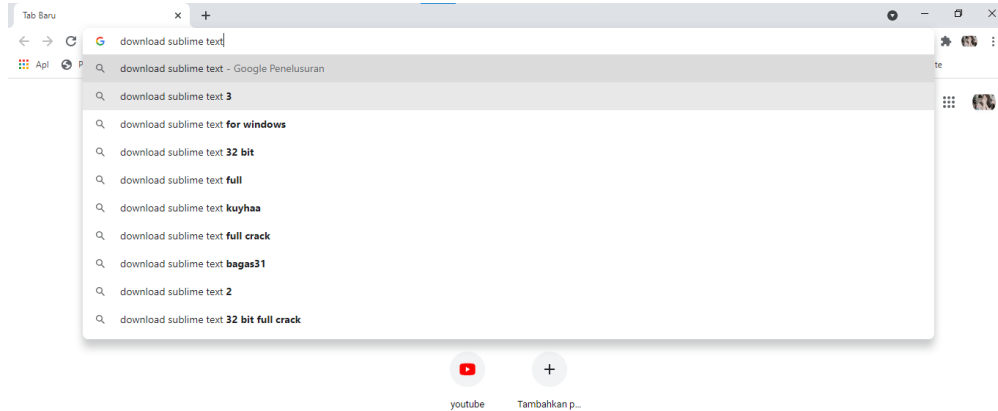 Tab Baru
download sublime text
Apl
P
te
download sublime text - Google Penelusuran
download sublime text 3
download sublime text for windows
download sublime text 32 bit
download sublime text full
download sublime text kuyhaa
download sublime text full crack
download sublime text bagas31
download sublime text 2
download sublime text 32 bit full crack
youtube
Tambahkan p...